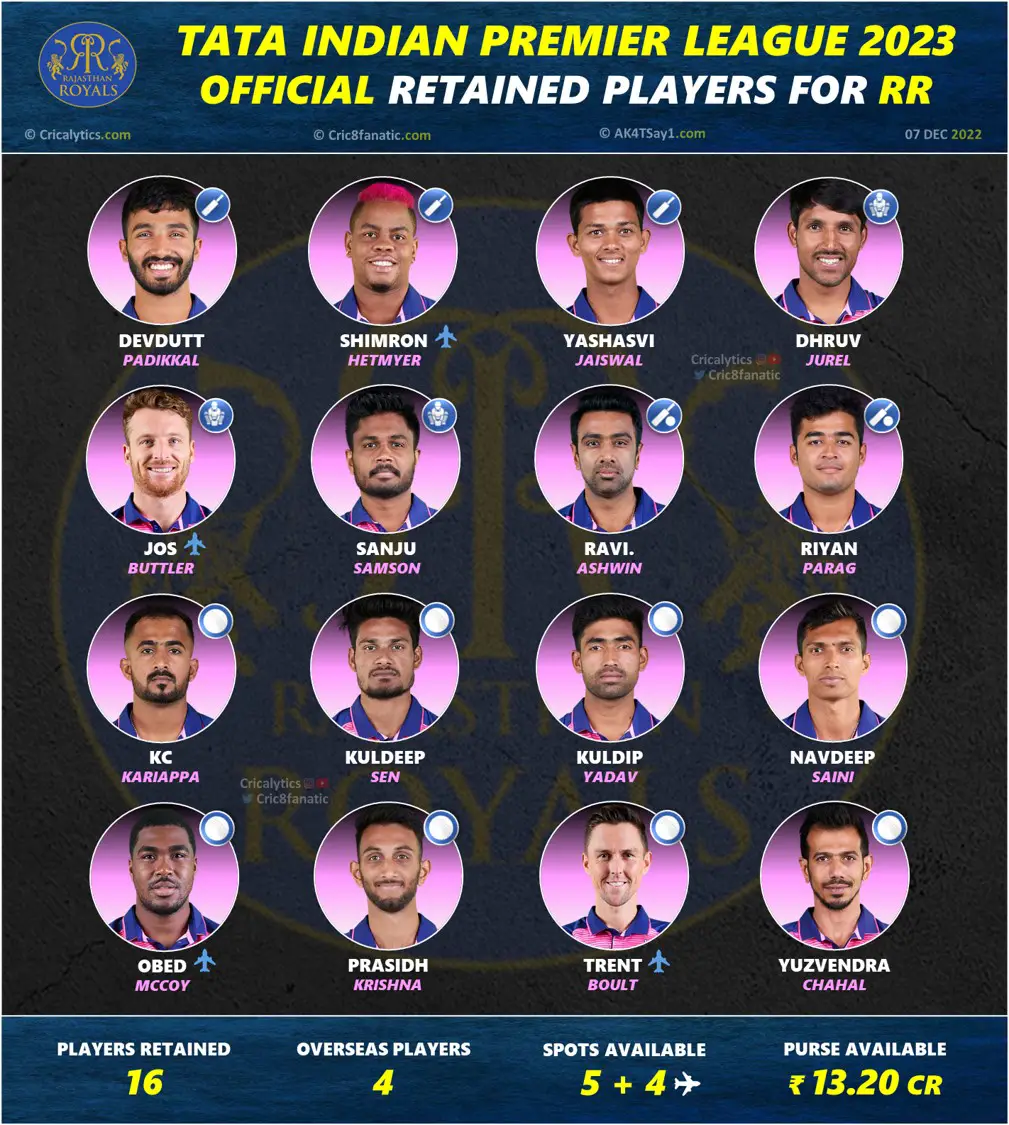 TATA INDIAN PREMIER LEAGUE 2023
OFFICIAL RETAINED PLAYERS FOR RR
RR
RAJASTHAN
ROYALS
© Cricalytics.com
© Cric8fanatic.com
© AK4TSay1.com
07 DEC 2022
DEVDUTT
PADIKKAL
SHIMRON
HETMYER
YASHASVI
JAISWAL
DHRUV
JUREL
Cricalytics
Cric8fanatic
JOS
BUTTLER
SANJU
SAMSON
RAVI.
ASHWIN
RIYAN
PARAG
KC
KARIAPPA
KULDEEP
SEN
KULDIP
YADAV
NAVDEEP
SAINI
RAJASTHAN
ROYALS
Cricalytics
Cric8fanatic
OBED
MCCOY
PRASIDH
KRISHNA
TRENT
BOULT
YUZVENDRA
CHAHAL
PLAYERS RETAINED
16
OVERSEAS PLAYERS
4
SPOTS AVAILABLE
5 + 4
PURSE AVAILABLE
₹ 13.20 CR